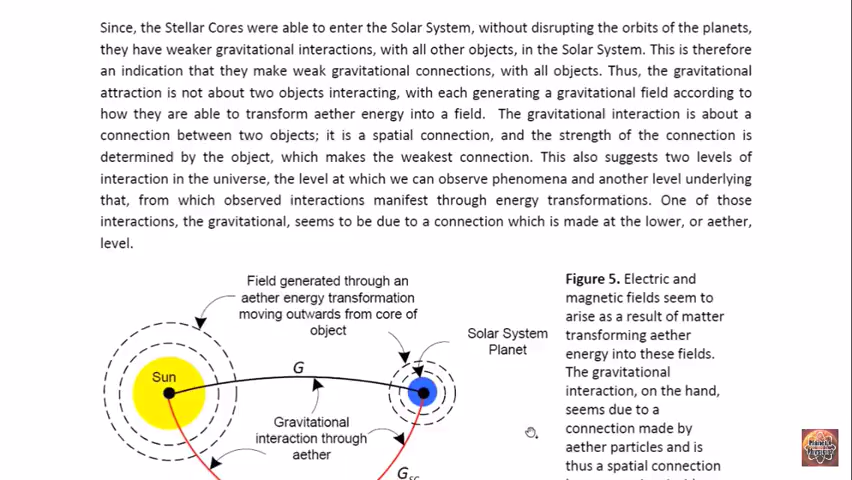 Since, the Stellar Cores were able to enter the Solar System, without disrupting the orbits of the planets,
they have weaker gravitational interactions, with all other objects, in the Solar System. This is therefore
an indication that they make weak gravitational connections, with all objects. Thus, the gravitational
attraction is not about two objects interacting, with each generating a gravitational field according to
how they are able to transform aether energy into a field. The gravitational interaction is about a
connection between two objects; it is a spatial connection, and the strength of the connection is
determined by the object, which makes the weakest connection. This also suggests two levels of
interaction in the universe, the level at which we can observe phenomena and another level underlying
that, from which observed interactions manifest through energy transformations. One of those
interactions, the gravitational, seems to be due to a connection which is made at the lower, or aether,
level.
Field generated through an
aether energy transformation
moving outwards from core of
object
Solar System
Planet
Sun
G
Gravitational
interaction through
aether
G_SC
Figure 5. Electric and
magnetic fields seem to
arise as a result of matter
transforming aether
energy into these fields.
The gravitational
interaction, on the hand,
seems due to a
connection made by
aether particles and is
thus a spatial connection